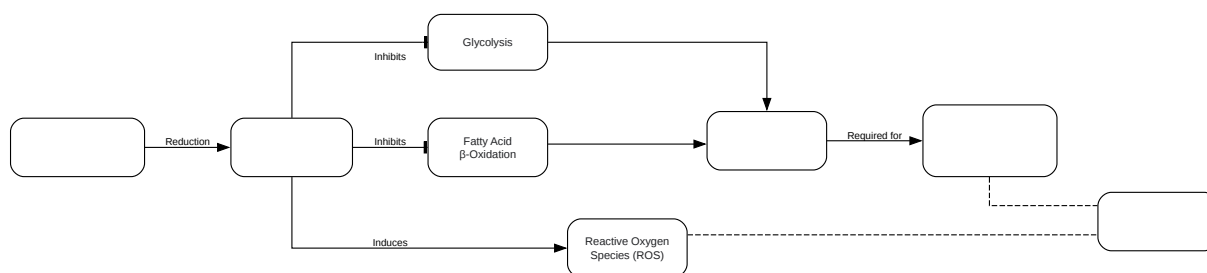 Glycolysis
Inhibits
Reduction
Inhibits
Fatty Acid
β-Oxidation
Required for
Induces
Reactive Oxygen
Species (ROS)